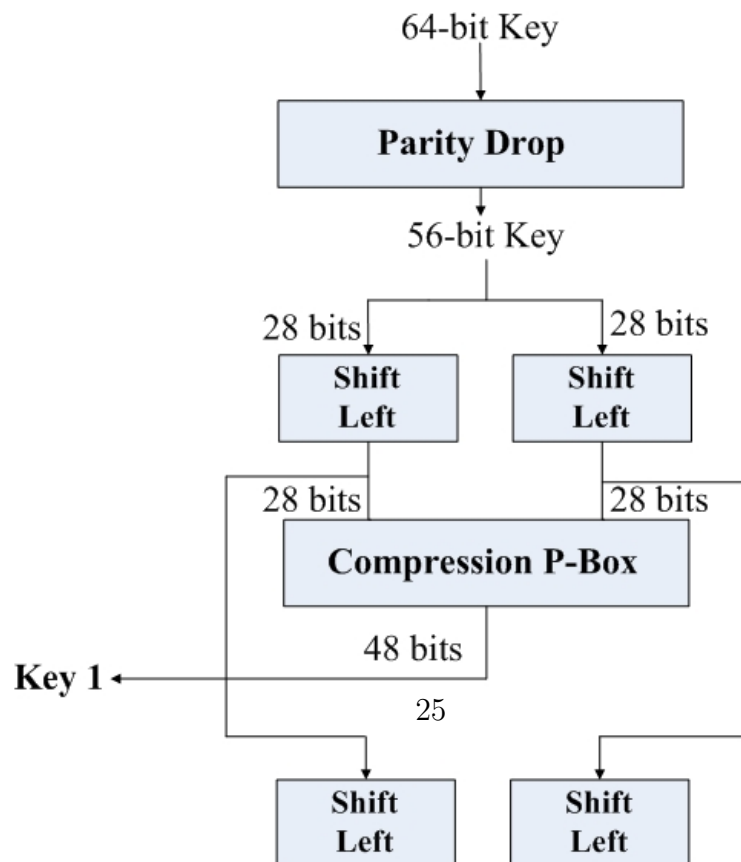 64-bit Key
Parity Drop
56-bit Key
28 bits
28 bits
Shift
Left
Shift
Left
28 bits
28 bits
Compression P-Box
48 bits
Key 1
25
Shift
Left
Shift
Left